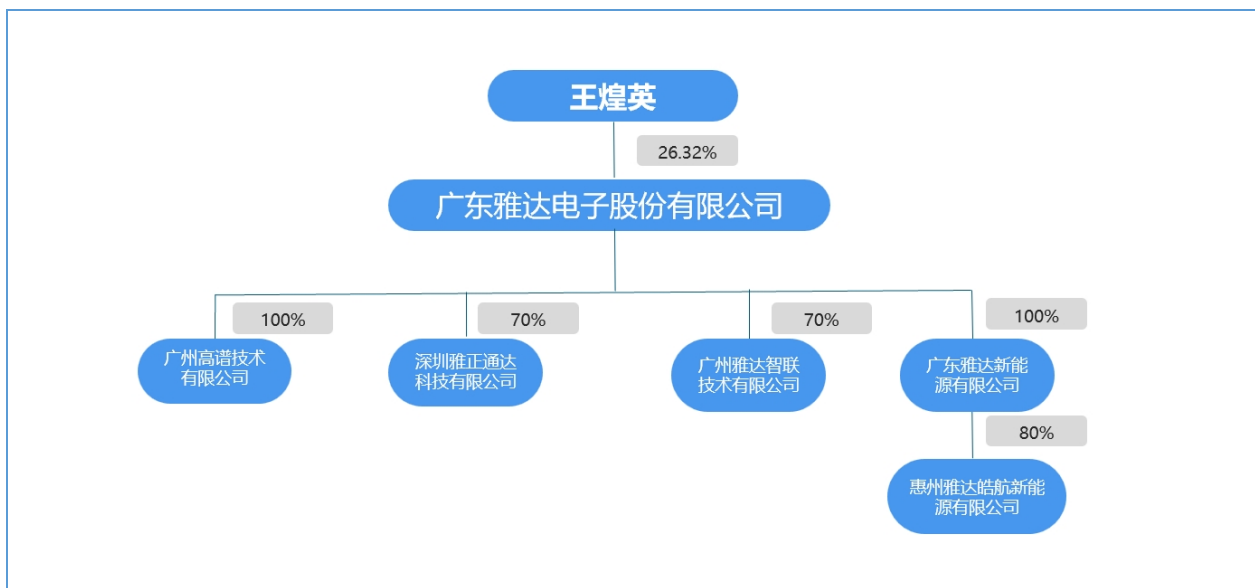 王煌英
26.32%
广东雅达电子股份有限公司
100%
70%
70%
100%
广州高谱技术
有限公司
深圳雅正通达
科技有限公司
广州雅达智联
技术有限公司
广东雅达新能
源有限公司
80%
惠州雅达皓航新能
源有限公司